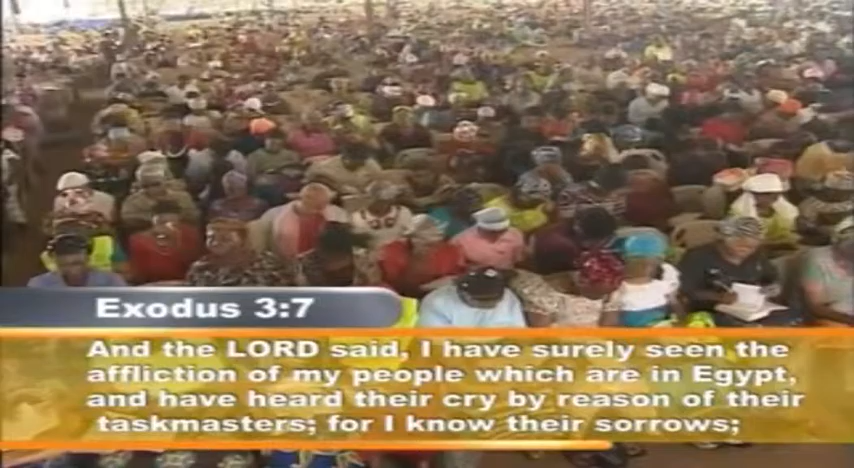 Exodus 3:7
And the LORD said, I have surely seen the
affliction of my people which are in Egypt,
and have heard their cry by reason of their
taskmasters; for I know their sorrows;